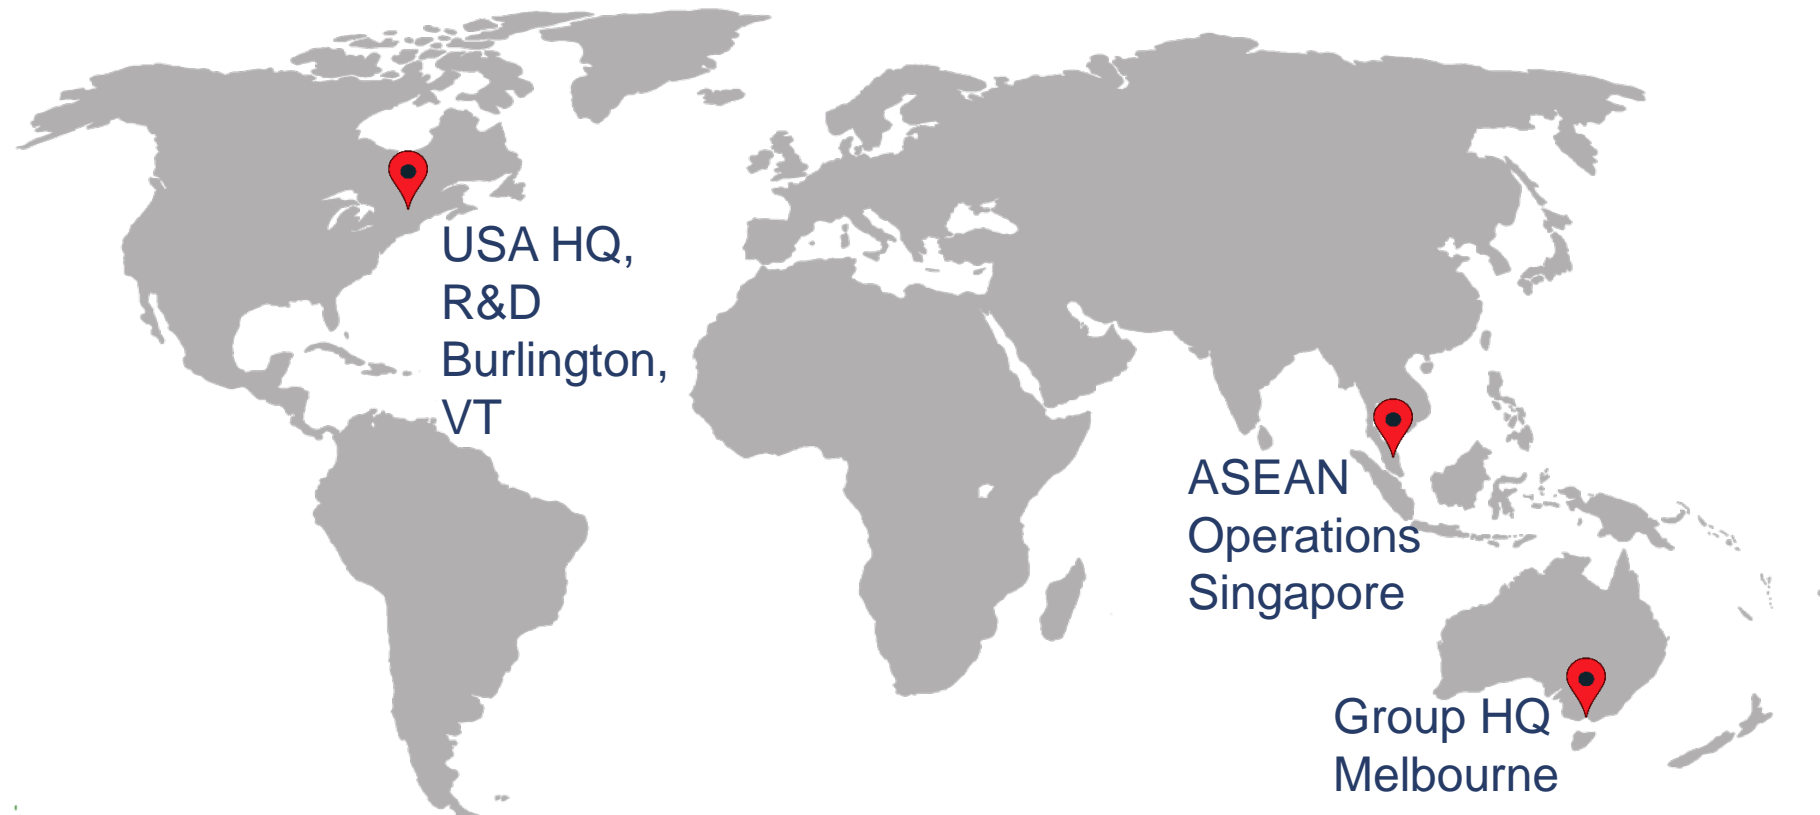 USA HQ,
R&D
Burlington,
VT
ASEAN
Operations
Singapore
Group HQ
Melbourne